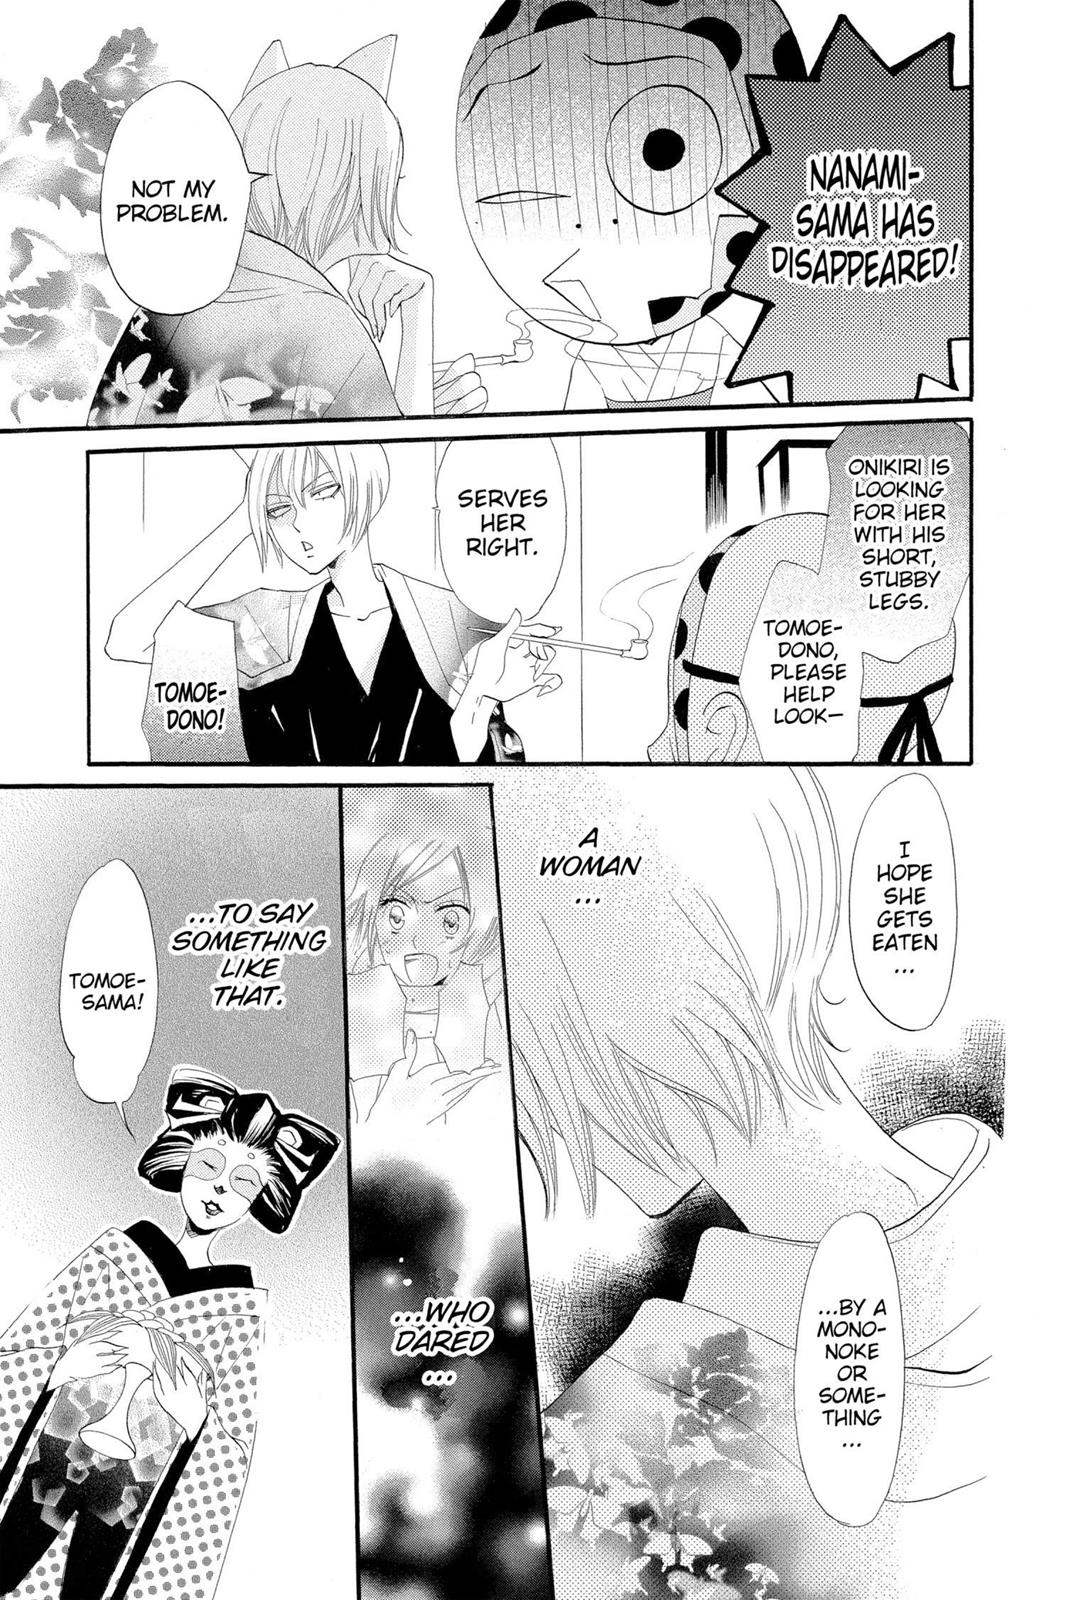 NANAMI-
SAMA HAS
DISAPPEARED!
NOT MY
PROBLEM.
ONIKIRI IS
LOOKING
FOR HER
WITH HIS
SHORT,
STUBBY
LEGS.
TOMOE-
DONO,
PLEASE
HELP
LOOK—
SERVES
HER
RIGHT.
TOMOE-
DONO!
I
HOPE
SHE
GETS
EATEN
...
...BY A
MONO-
NOKE
OR
SOME-
THING
...
A
WOMAN
...
...WHO
DARED
...
...TO SAY
SOMETHING
LIKE
THAT.
TOMOE-
SAMA!